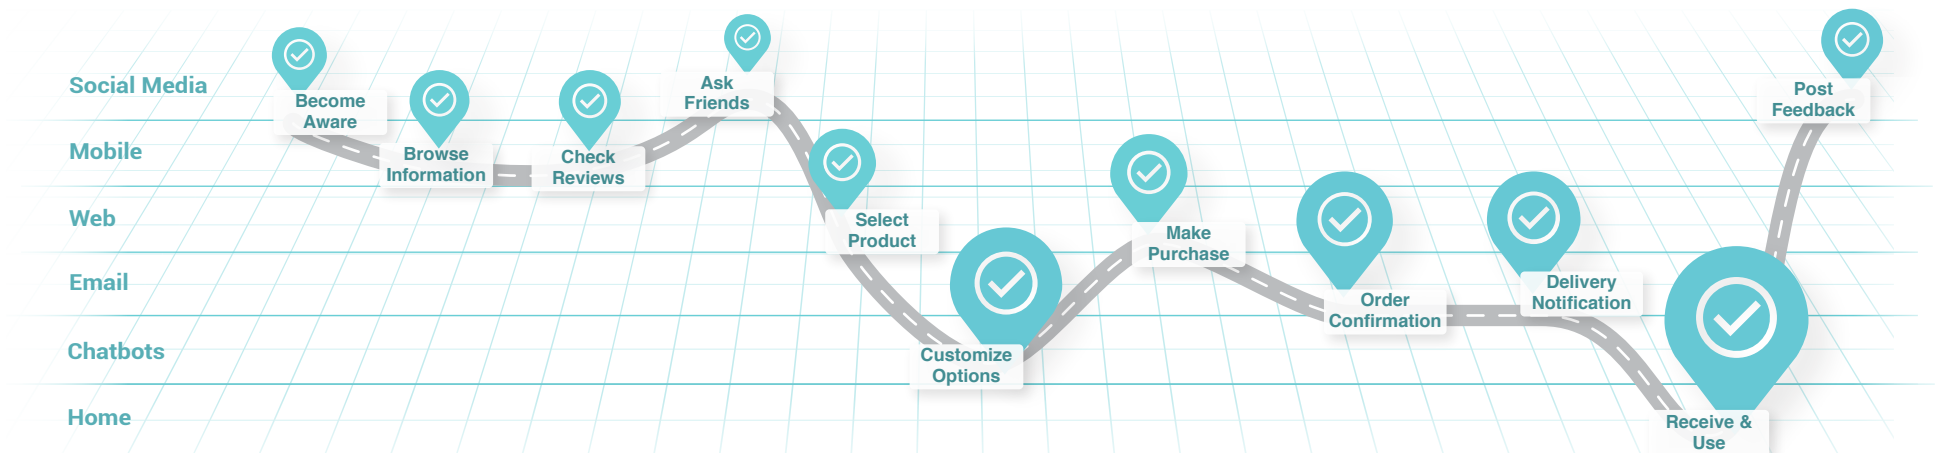 Social Media
Mobile
Web
Email
Chatbots
Home
Become
Aware
Browse
Information
Check
Reviews
Ask
Friends
Select
Product
Customize
Options
Make
Purchase
Order
Confirmation
Delivery
Notification
Receive &
Use
Post
Feedback